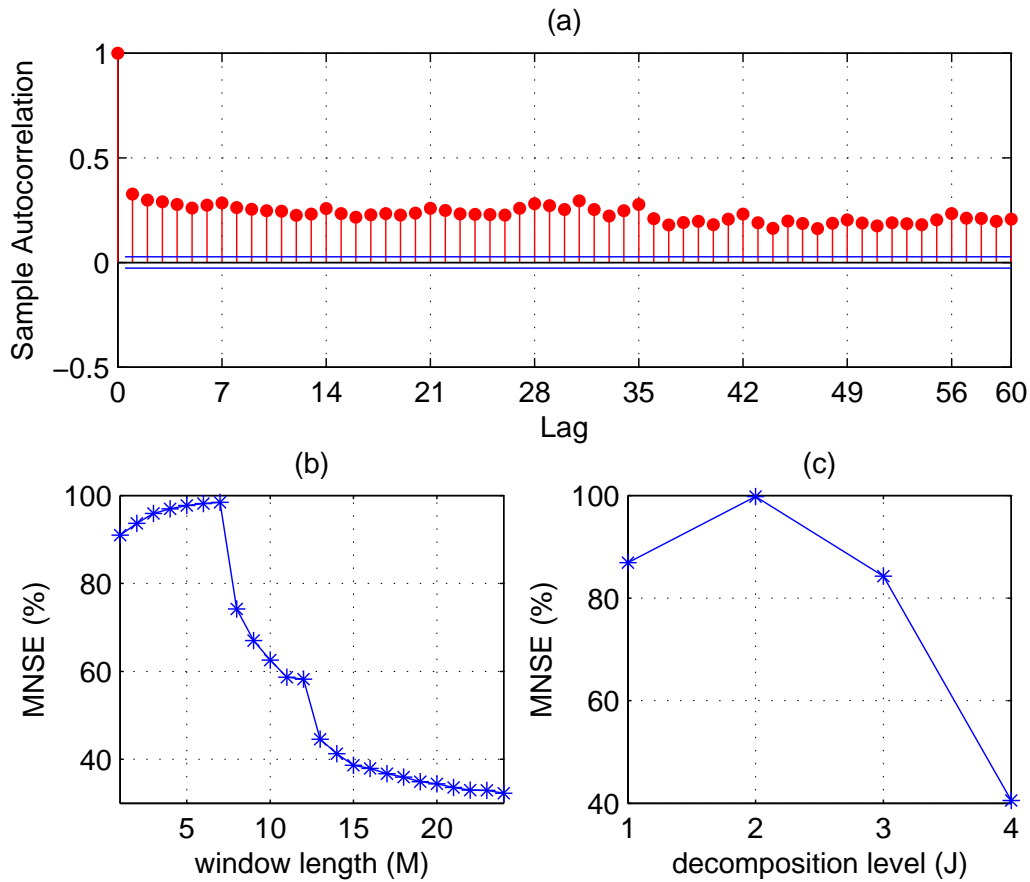 (a)
Sample Autocorrelation
1
0.5
0
−0.5
0 7 14 21 28 35 42 49 56 60
Lag
(b)
MNSE (%)
100
80
60
40
5 10 15 20
window length (M)
(c)
MNSE (%)
100
80
60
40
1 2 3 4
decomposition level (J)